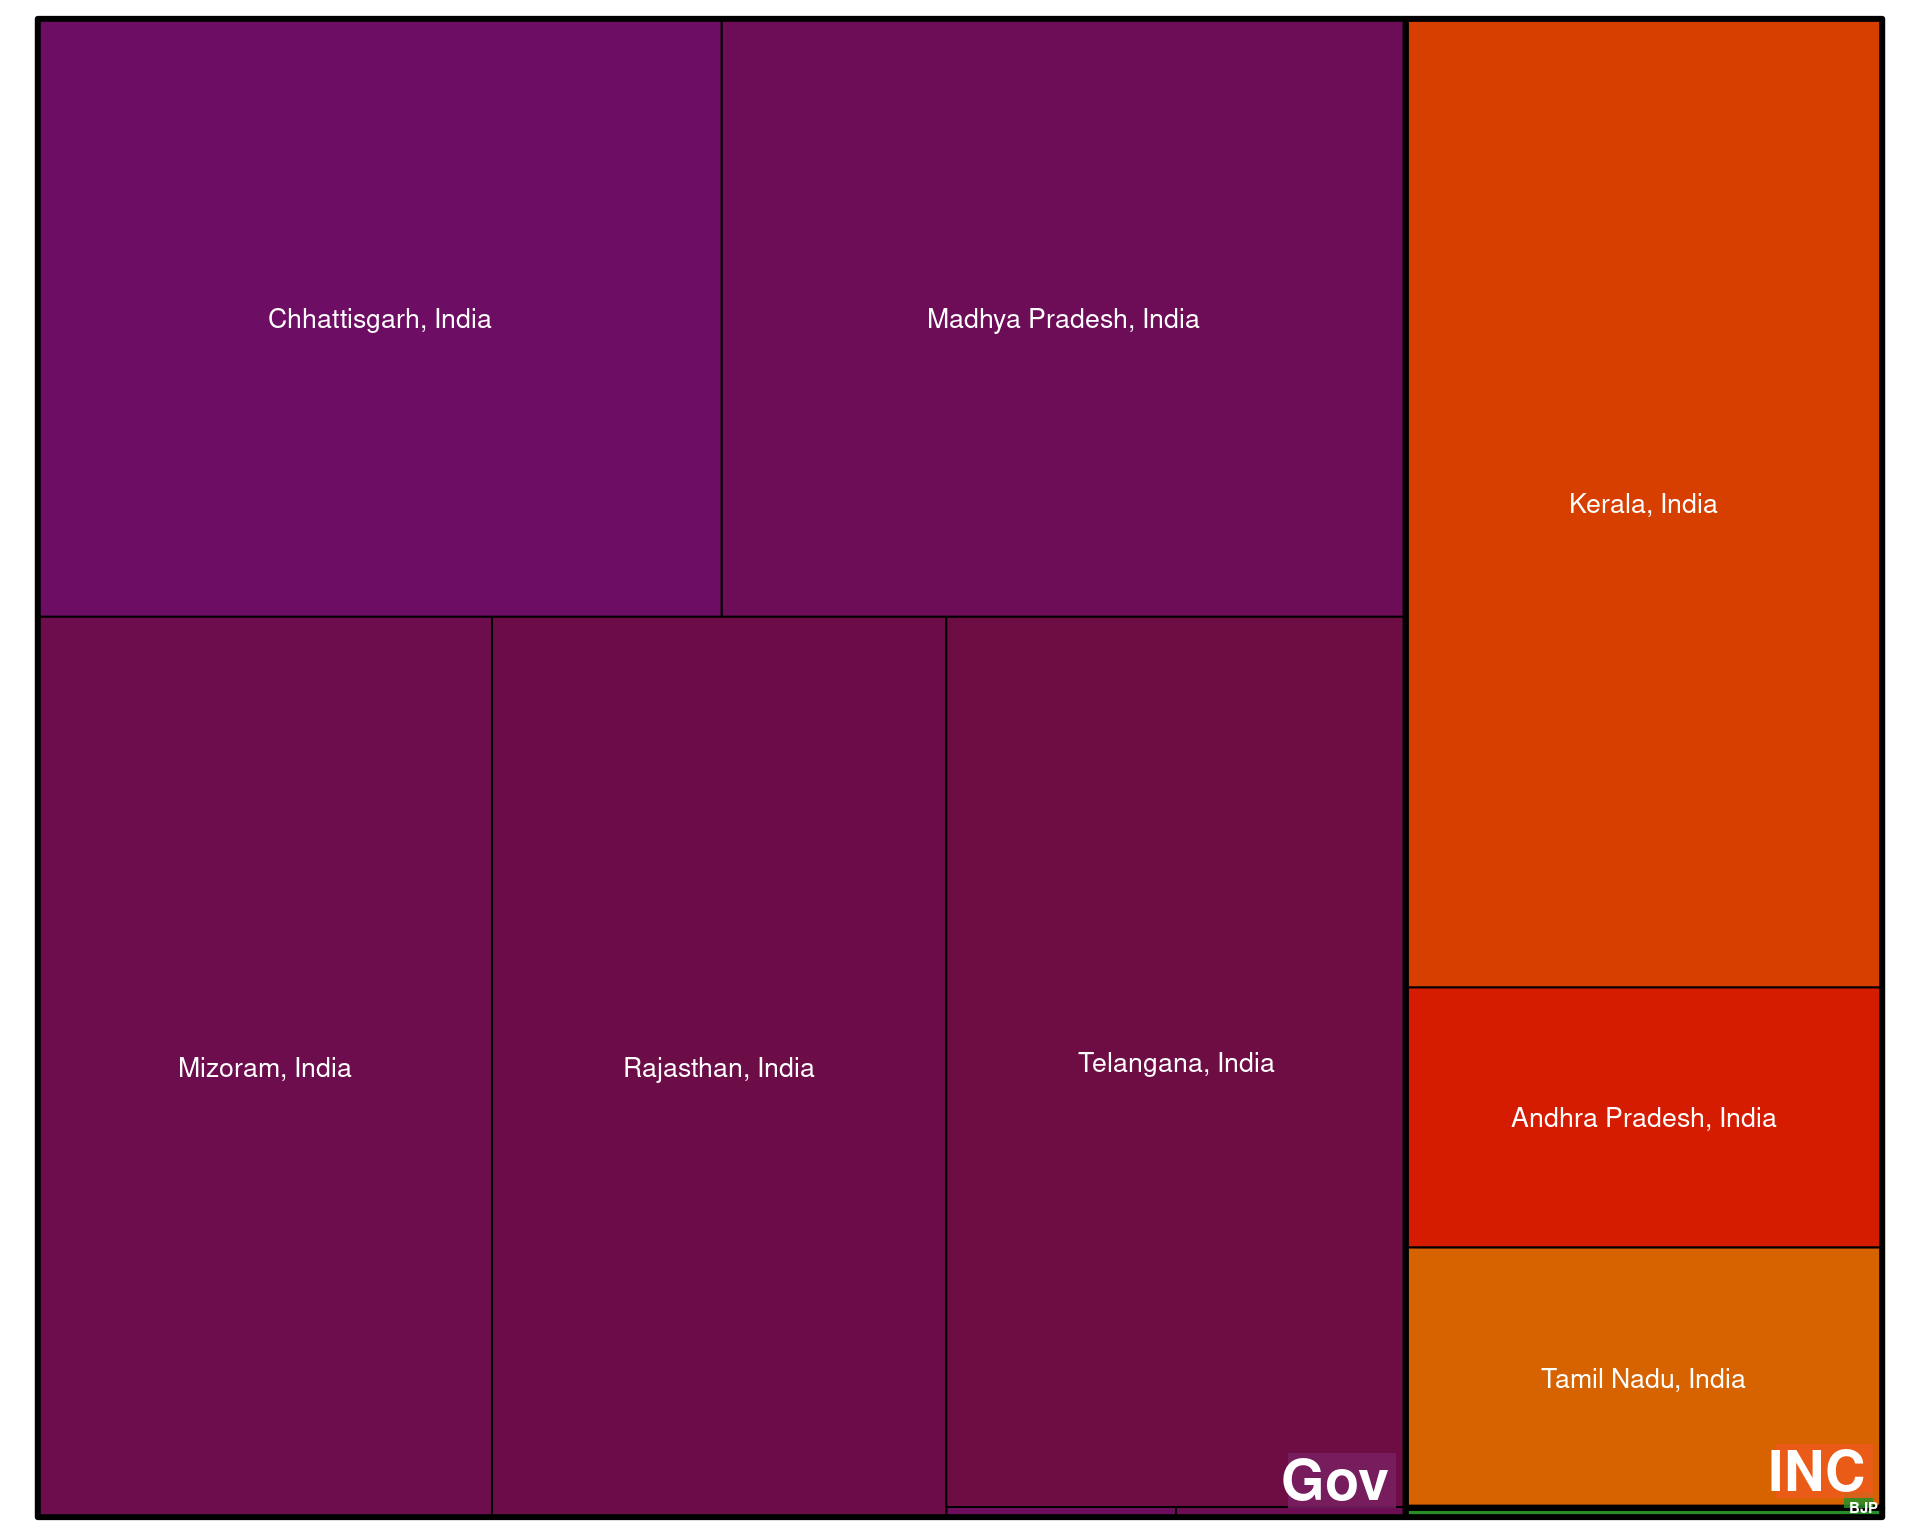 Chhattisgarh, India
Madhya Pradesh, India
Kerala, India
Mizoram, India
Rajasthan, India
Telangana, India
Andhra Pradesh, India
Tamil Nadu, India
Gov
INC
BJP